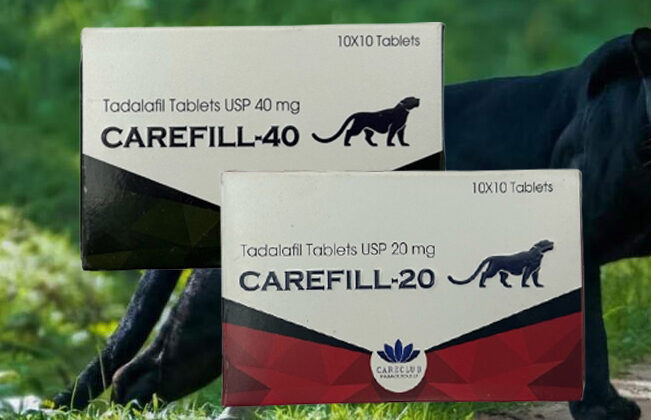 10X10 Tablets
Tadalafil Tablets USP 40 mg
CAREFILL-40
10X10 Tablets
Tadalafil Tablets USP 20 mg
CAREFILL-20
CARECLUB